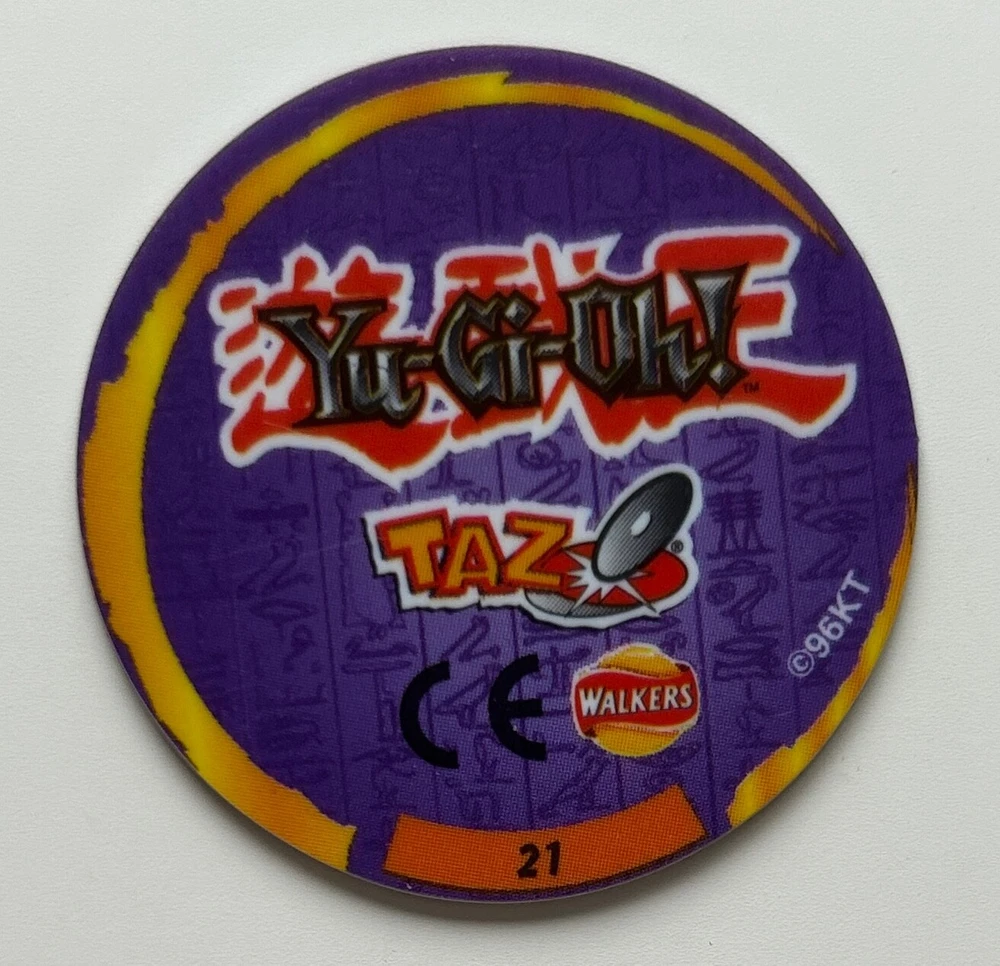 遊戯王
Yu-Gi-Oh! ™
TAZO ®
©96KT
CE WALKERS
21